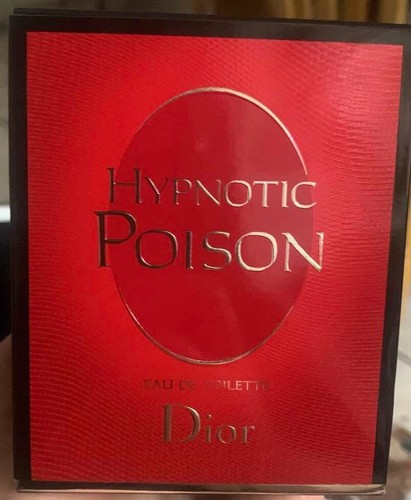 HYPNOTIC
POISON
EAU DE TOILETTE
Dior